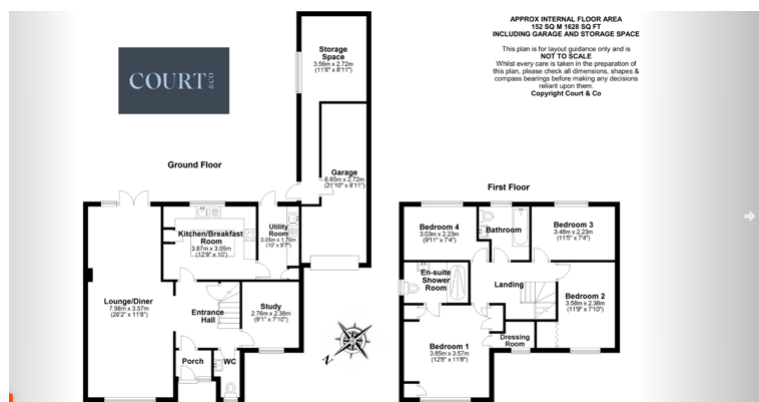 APPROX INTERNAL FLOOR AREA
152 SQ M 1628 SQ FT
INCLUDING GARAGE AND STORAGE SPACE
This plan is for layout guidance only and is
NOT TO SCALE
Whilst every care is taken in the preparation of
this plan, please check all dimensions, shapes &
compass bearings before making any decisions
reliant upon them.
Copyright Court & Co
COURT & CO
Ground Floor
Storage
Space
3.56m x 2.72m
(11'8" x 8'11")
Garage
6.65m x 2.72m
(21'10" x 8'11")
Kitchen/Breakfast
Room
3.87m x 3.05m
(12'9" x 10')
Utility
Room
3.05m x 1.70m
(10' x 5'7")
Lounge/Diner
7.98m x 3.57m
(26'2" x 11'8")
Entrance
Hall
Study
2.76m x 2.38m
(9'1" x 7'10")
Porch
WC
N
First Floor
Bedroom 4
3.03m x 2.23m
(9'11" x 7'4")
Bathroom
Bedroom 3
3.48m x 2.23m
(11'5" x 7'4")
En-suite
Shower
Room
Landing
Bedroom 2
3.58m x 2.38m
(11'9" x 7'10")
Bedroom 1
3.85m x 3.57m
(12'8" x 11'8")
Dressing
Room